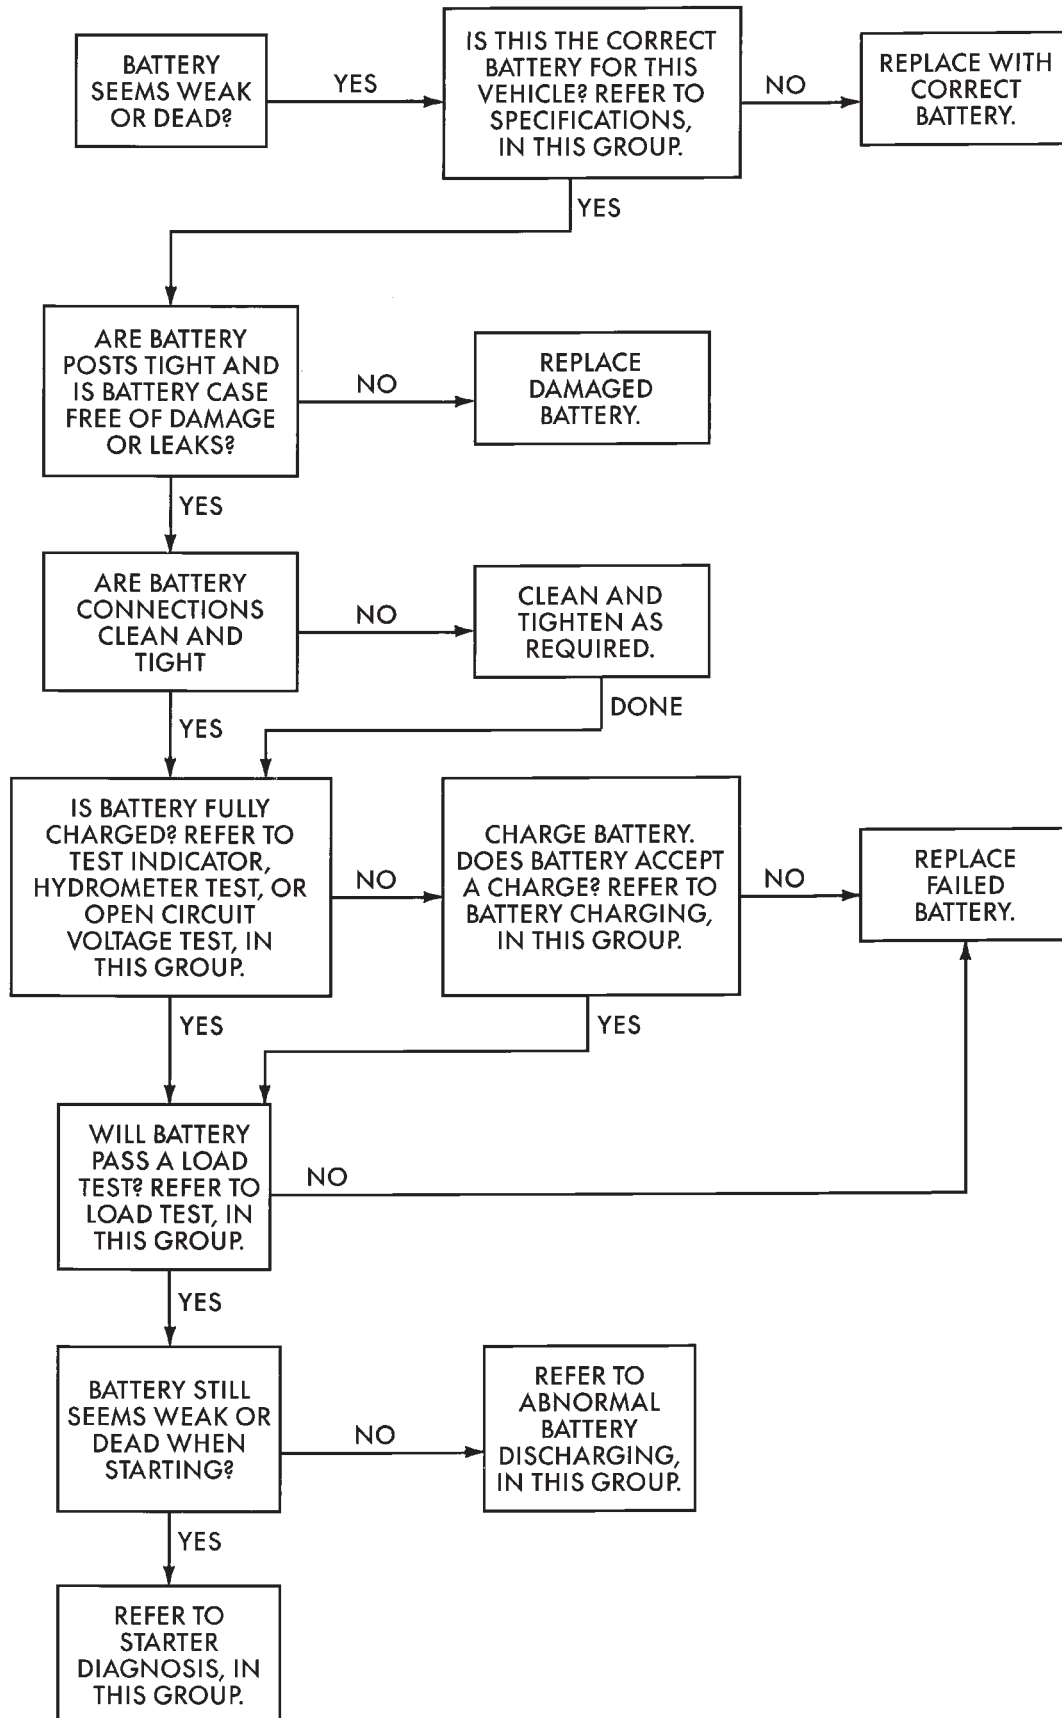 BATTERY
SEEMS WEAK
OR DEAD?
YES
IS THIS THE CORRECT
BATTERY FOR THIS
VEHICLE? REFER TO
SPECIFICATIONS,
IN THIS GROUP.
NO
REPLACE WITH
CORRECT
BATTERY.
YES
ARE BATTERY
POSTS TIGHT AND
IS BATTERY CASE
FREE OF DAMAGE
OR LEAKS?
NO
REPLACE
DAMAGED
BATTERY.
YES
ARE BATTERY
CONNECTIONS
CLEAN AND
TIGHT
NO
CLEAN AND
TIGHTEN AS
REQUIRED.
YES
DONE
IS BATTERY FULLY
CHARGED? REFER TO
TEST INDICATOR,
HYDROMETER TEST, OR
OPEN CIRCUIT
VOLTAGE TEST, IN
THIS GROUP.
NO
CHARGE BATTERY.
DOES BATTERY ACCEPT
A CHARGE? REFER TO
BATTERY CHARGING,
IN THIS GROUP.
NO
REPLACE
FAILED
BATTERY.
YES
YES
WILL BATTERY
PASS A LOAD
TEST? REFER TO
LOAD TEST, IN
THIS GROUP.
NO
YES
BATTERY STILL
SEEMS WEAK OR
DEAD WHEN
STARTING?
NO
REFER TO
ABNORMAL
BATTERY
DISCHARGING,
IN THIS GROUP.
YES
REFER TO
STARTER
DIAGNOSIS, IN
THIS GROUP.